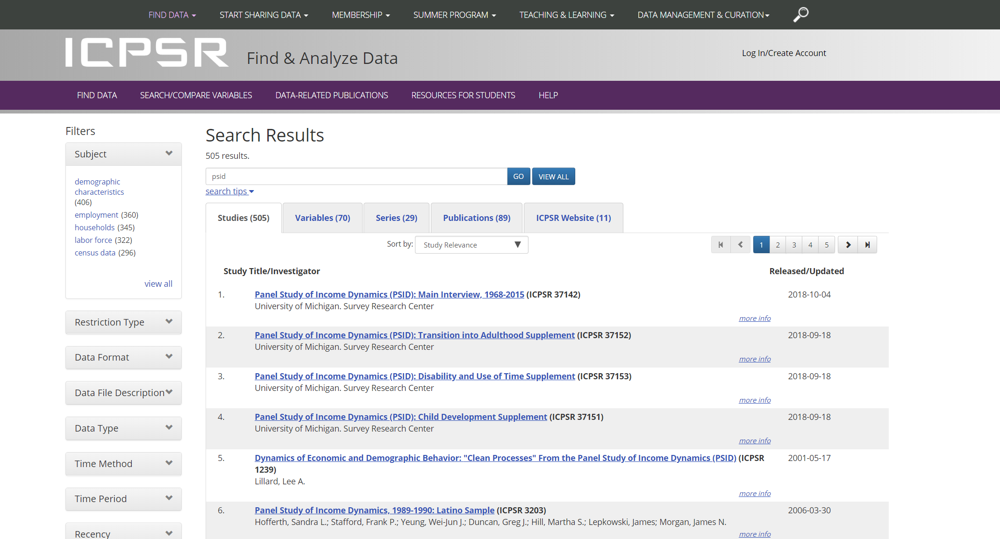 FIND DATA START SHARING DATA MEMBERSHIP SUMMER PROGRAM TEACHING & LEARNING DATA MANAGEMENT & CURATION
ICPSR Find & Analyze Data
Log In/Create Account
FIND DATA SEARCH/COMPARE VARIABLES DATA-RELATED PUBLICATIONS RESOURCES FOR STUDENTS HELP
Filters
Subject
demographic
characteristics
(406)
employment (360)
households (345)
labor force (322)
census data (296)
view all
Restriction Type
Data Format
Data File Description
Data Type
Time Method
Time Period
Recency
Search Results
505 results.
psid GO VIEW ALL
search tips
Studies (505) Variables (70) Series (29) Publications (89) ICPSR Website (11)
Sort by: Study Relevance 1 2 3 4 5
Study Title/Investigator Released/Updated
1. Panel Study of Income Dynamics (PSID): Main Interview, 1968-2015 (ICPSR 37142) 2018-10-04
University of Michigan. Survey Research Center
more info
2. Panel Study of Income Dynamics (PSID): Transition into Adulthood Supplement (ICPSR 37152) 2018-09-18
University of Michigan. Survey Research Center
more info
3. Panel Study of Income Dynamics (PSID): Disability and Use of Time Supplement (ICPSR 37153) 2018-09-18
University of Michigan. Survey Research Center
more info
4. Panel Study of Income Dynamics (PSID): Child Development Supplement (ICPSR 37151) 2018-09-18
University of Michigan. Survey Research Center
more info
5. Dynamics of Economic and Demographic Behavior: "Clean Processes" From the Panel Study of Income Dynamics (PSID) (ICPSR 2001-05-17
1239)
Lillard, Lee A.
more info
6. Panel Study of Income Dynamics, 1989-1990: Latino Sample (ICPSR 3203) 2006-03-30
Hofferth, Sandra L.; Stafford, Frank P.; Yeung, Wei-Jun J.; Duncan, Greg J.; Hill, Martha S.; Lepkowski, James; Morgan, James N.
more info